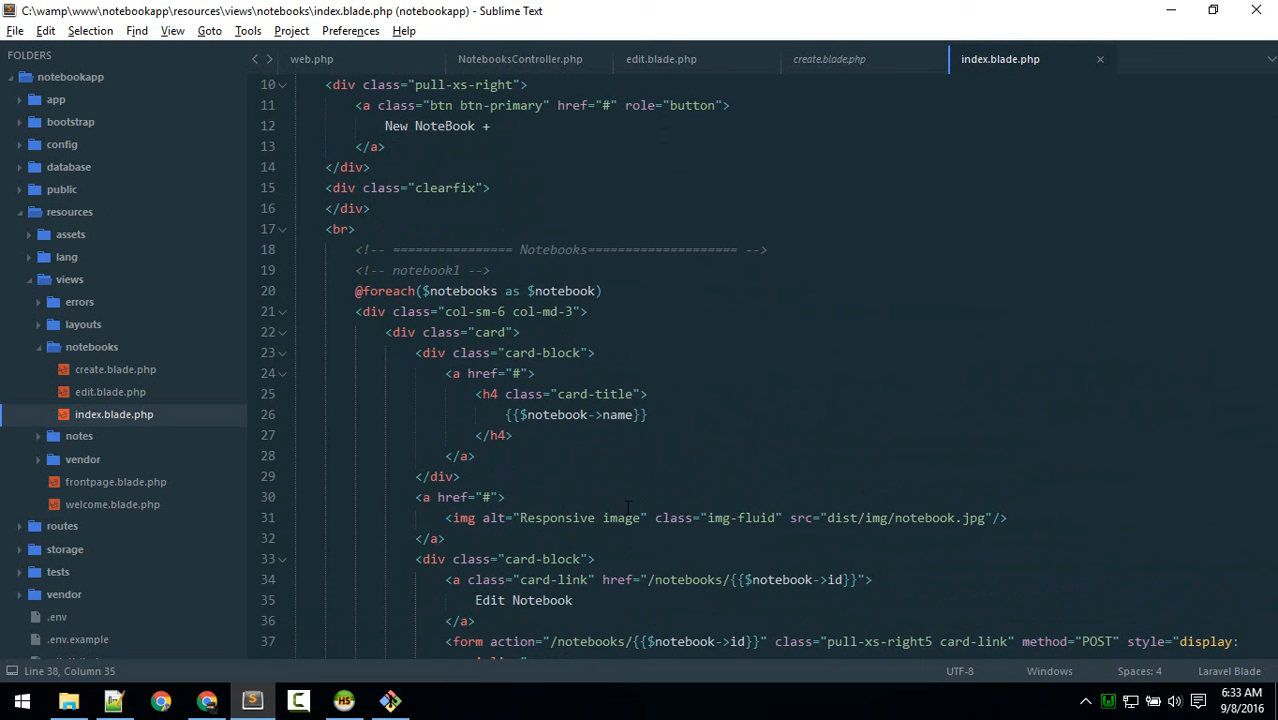 C:\wamp\www\notebookapp\resources\views\notebooks\index.blade.php (notebookapp) - Sublime Text
File Edit Selection Find View Goto Tools Project Preferences Help
FOLDERS
notebookapp
app
bootstrap
config
database
public
resources
assets
lang
views
errors
layouts
notebooks
create.blade.php
edit.blade.php
index.blade.php
notes
vendor
frontpage.blade.php
welcome.blade.php
routes
storage
tests
vendor
.env
.env.example
web.php NotebooksController.php edit.blade.php create.blade.php index.blade.php
10 <div class="pull-xs-right">
11 <a class="btn btn-primary" href="#" role="button">
12 New NoteBook +
13 </a>
14 </div>
15 <div class="clearfix">
16 </div>
17 <br>
18 <!-- ================ Notebooks==================== -->
19 <!-- notebook1 -->
20 @foreach($notebooks as $notebook)
21 <div class="col-sm-6 col-md-3">
22 <div class="card">
23 <div class="card-block">
24 <a href="#">
25 <h4 class="card-title">
26 {{$notebook->name}}
27 </h4>
28 </a>
29 </div>
30 <a href="#">
31 <img alt="Responsive image" class="img-fluid" src="dist/img/notebook.jpg"/>
32 </a>
33 <div class="card-block">
34 <a class="card-link" href="/notebooks/{{$notebook->id}}">
35 Edit Notebook
36 </a>
37 <form action="/notebooks/{{$notebook->id}}" class="pull-xs-right5 card-link" method="POST" style="display:
Line 38, Column 35 UTF-8 Windows Spaces: 4 Laravel Blade
6:33 AM
9/8/2016